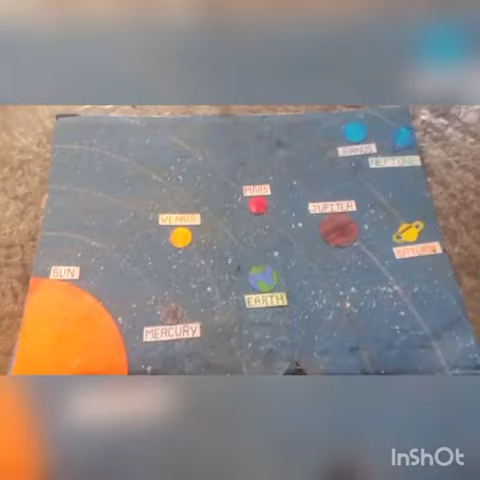 URANUS
NEPTUNE
MARS
JUPITER
VENUS
SATURN
SUN
EARTH
MERCURY
InShOt